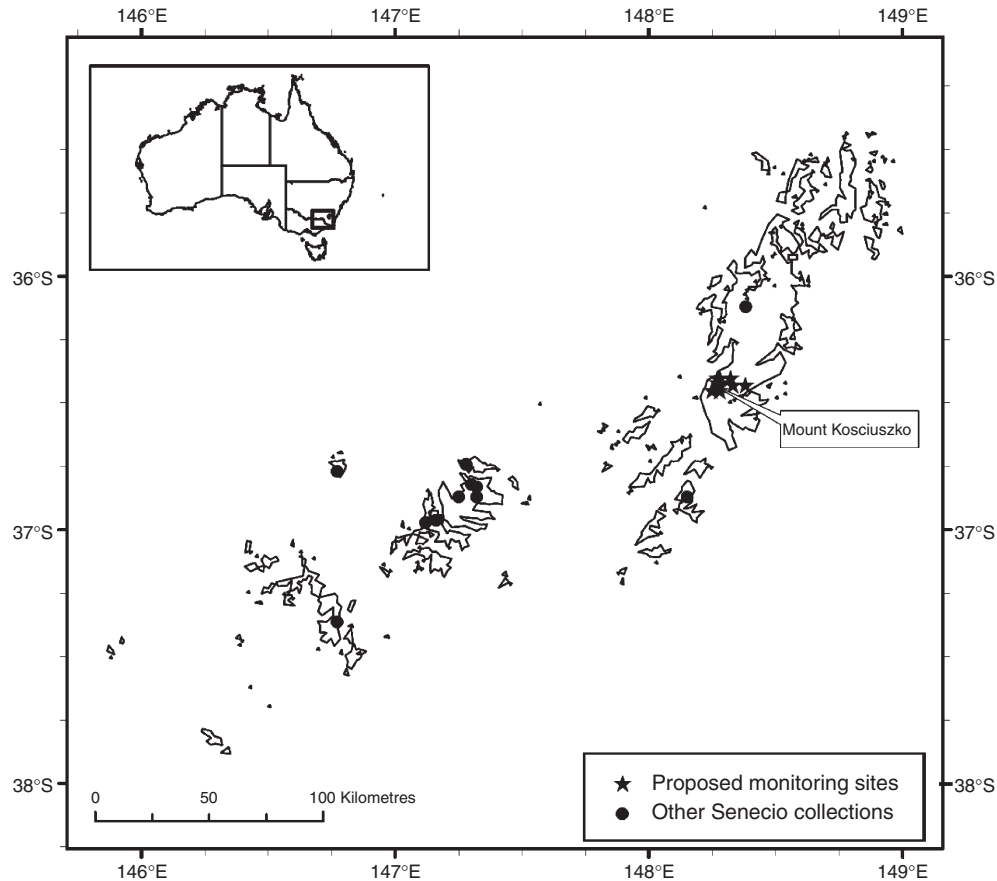 146°E 147°E 148°E 149°E
36°S 36°S
Mount Kosciuszko
37°S 37°S
38°S 38°S
0 50 100 Kilometres
Proposed monitoring sites
Other Senecio collections
146°E 147°E 148°E 149°E